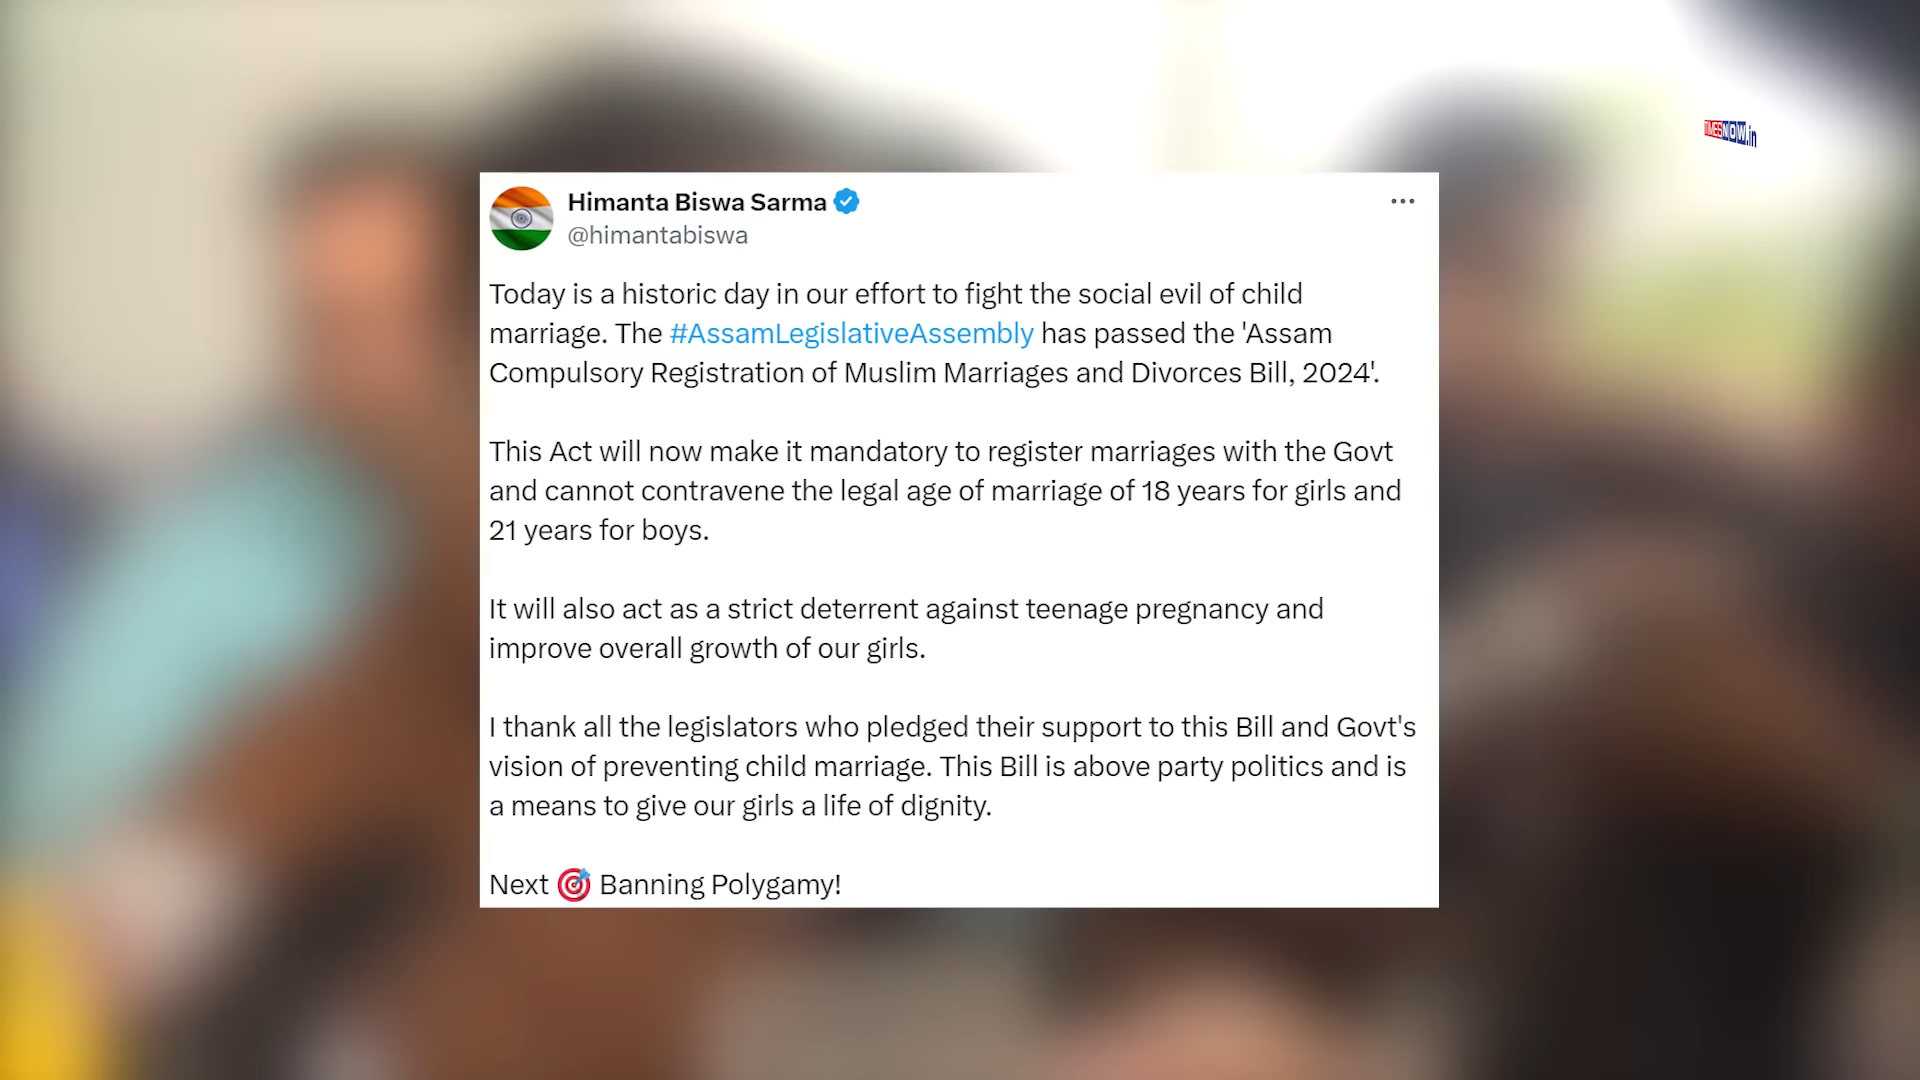 TIMES NOW.in
Himanta Biswa Sarma
@himantabiswa
Today is a historic day in our effort to fight the social evil of child
marriage. The #AssamLegislativeAssembly has passed the 'Assam
Compulsory Registration of Muslim Marriages and Divorces Bill, 2024'.
This Act will now make it mandatory to register marriages with the Govt
and cannot contravene the legal age of marriage of 18 years for girls and
21 years for boys.
It will also act as a strict deterrent against teenage pregnancy and
improve overall growth of our girls.
I thank all the legislators who pledged their support to this Bill and Govt's
vision of preventing child marriage. This Bill is above party politics and is
a means to give our girls a life of dignity.
Next 🎯 Banning Polygamy!